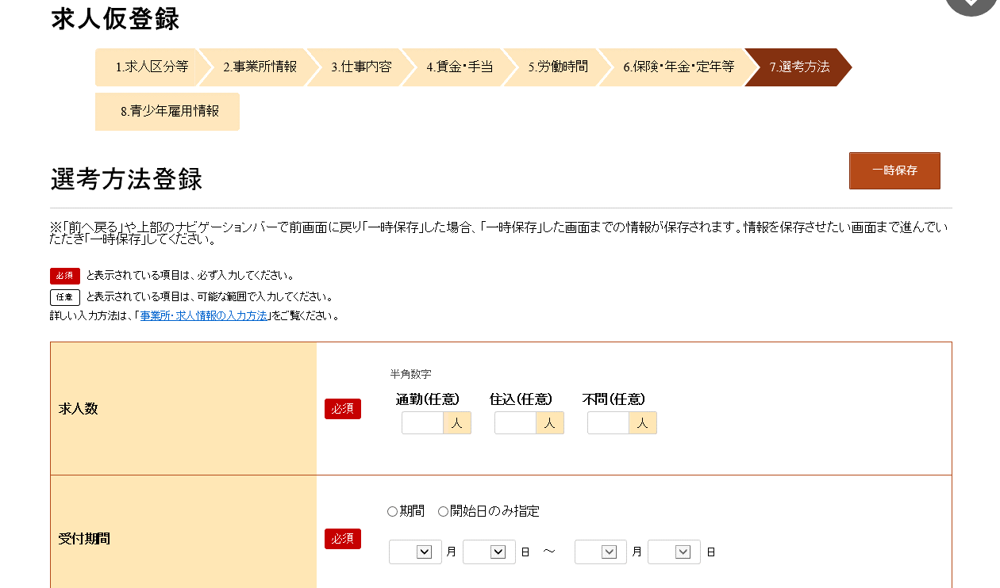 求人仮登録
1.求人区分等 2.事業所情報 3.仕事内容 4.賃金・手当 5.労働時間 6.保険・年金・定年等 7.選考方法
8.青少年雇用情報
選考方法登録
一時保存
※「前へ戻る」や上部のナビゲーションバーで前画面に戻り「一時保存」した場合、「一時保存」した画面までの情報が保存されます。情報を保存させたい画面まで進んでい
ただき「一時保存」してください。
必須 と表示されている項目は、必ず入力してください。
任意 と表示されている項目は、可能な範囲で入力してください。
詳しい入力方法は、「事業所・求人情報の入力方法」をご覧ください。
半角数字
通勤(任意) 住込(任意) 不問(任意)
求人数 必須
人 人 人
期間 開始日のみ指定
受付期間 必須
月 日 ～ 月 日